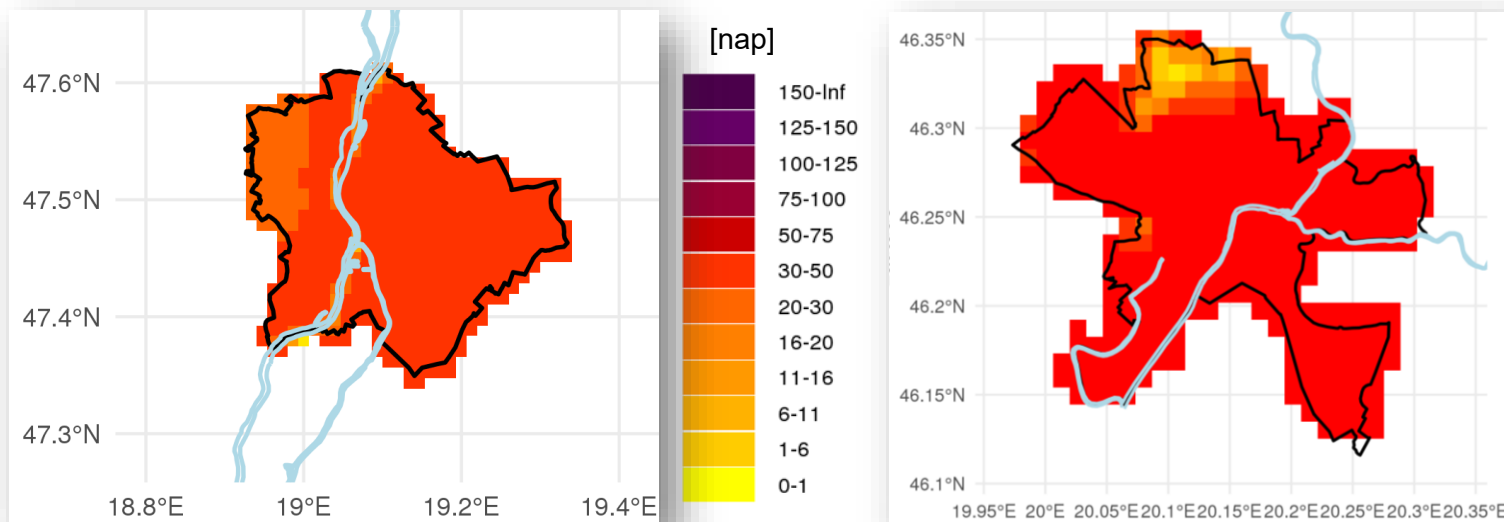 47.6°N
47.5°N
47.4°N
47.3°N
18.8°E 19°E 19.2°E 19.4°E
[nap]
150-Inf
125-150
100-125
75-100
50-75
30-50
20-30
16-20
11-16
6-11
1-6
0-1
46.35°N
46.3°N
46.25°N
46.2°N
46.15°N
46.1°N
19.95°E 20°E 20.05°E 20.1°E 20.15°E 20.2°E 20.25°E 20.3°E 20.35°E